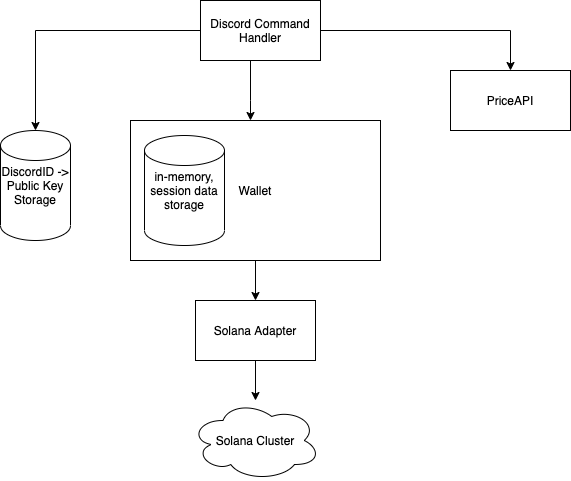 Discord Command
Handler
PriceAPI
DiscordID ->
Public Key
Storage
in-memory,
session data
storage
Wallet
Solana Adapter
Solana Cluster